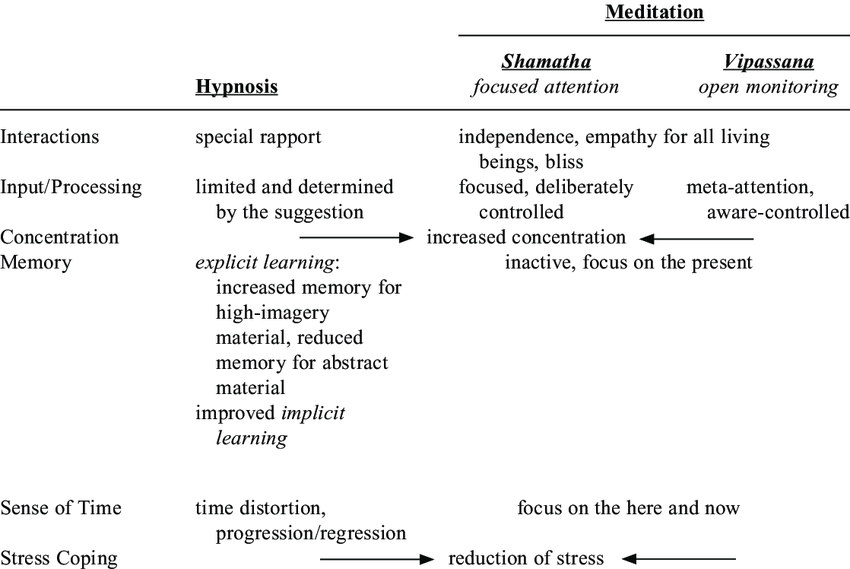 Meditation
Shamatha Vipassana
Hypnosis focused attention open monitoring
Interactions special rapport independence, empathy for all living
beings, bliss
Input/Processing limited and determined focused, deliberately meta-attention,
by the suggestion controlled aware-controlled
Concentration increased concentration
Memory explicit learning: inactive, focus on the present
increased memory for
high-imagery
material, reduced
memory for abstract
material
improved implicit
learning
Sense of Time time distortion, focus on the here and now
progression/regression
Stress Coping reduction of stress